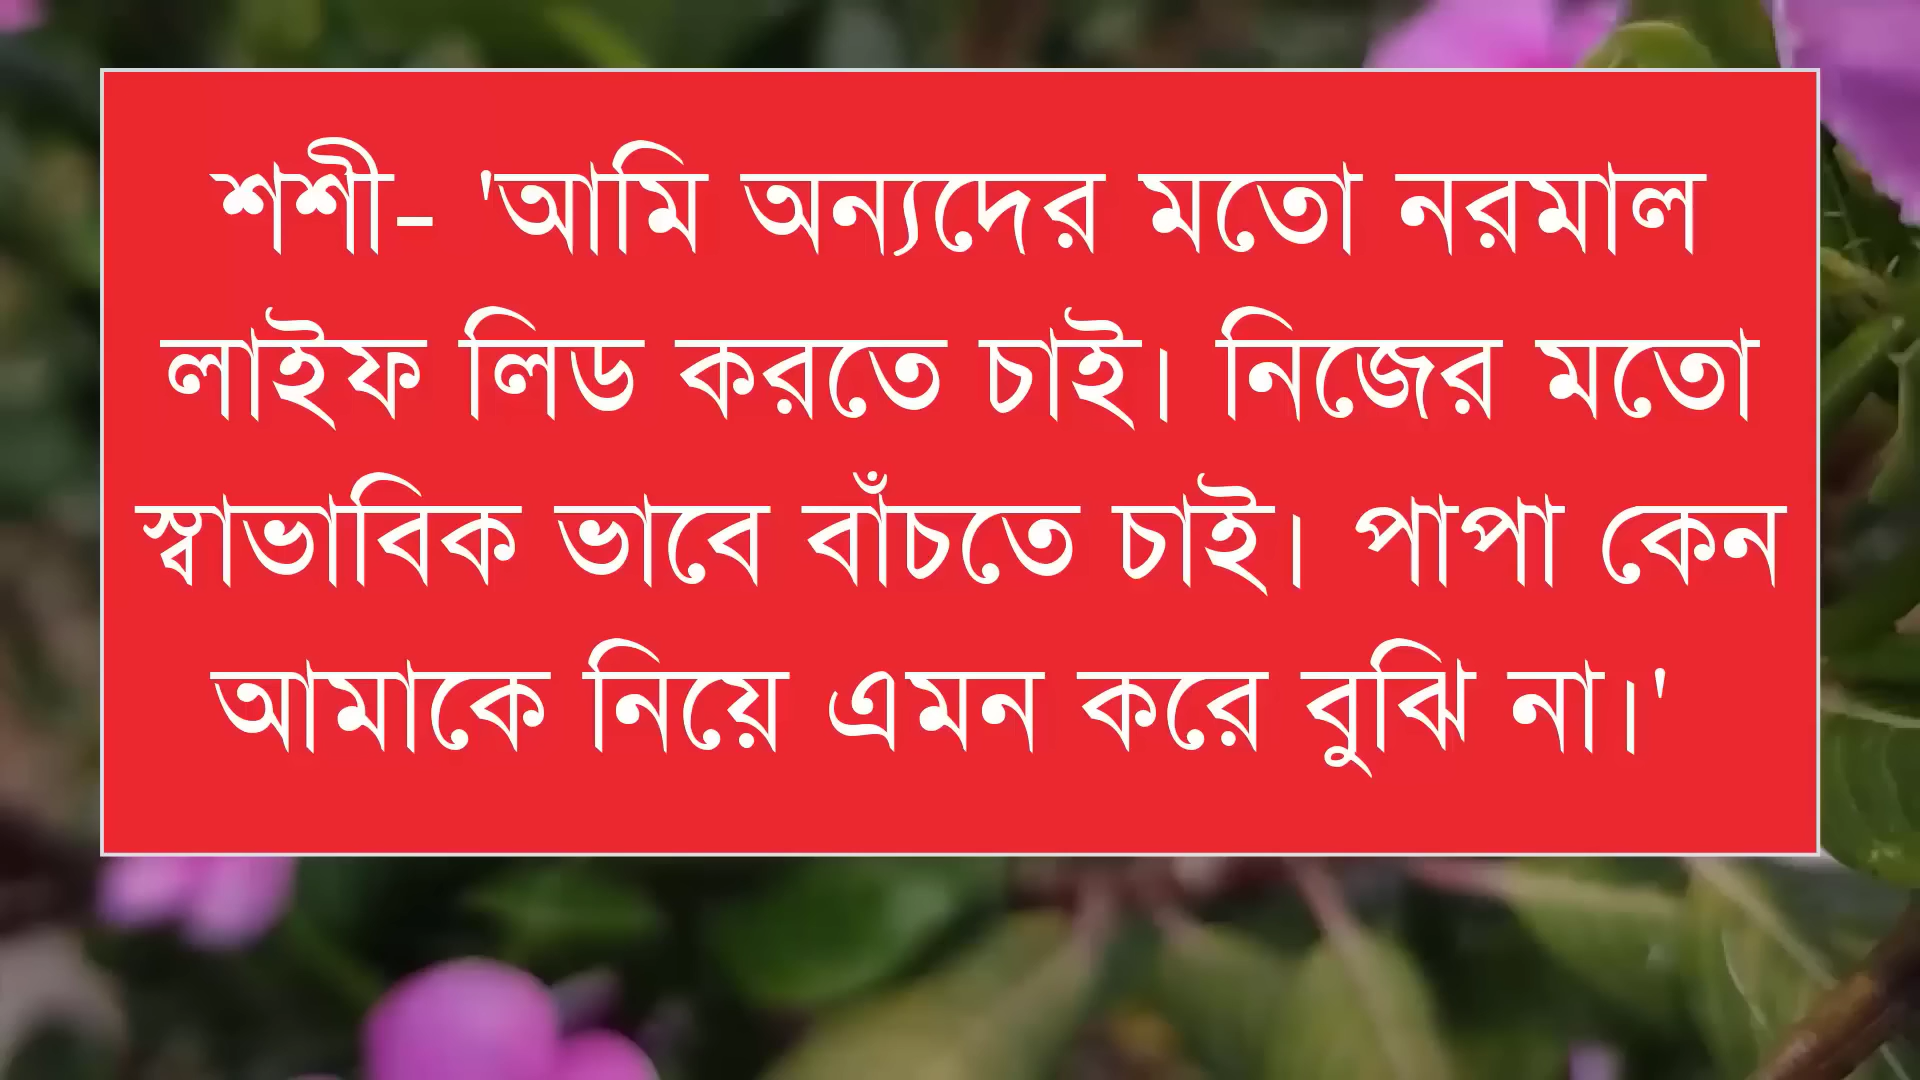 শশী- 'আমি অন্যদের মতো নরমাল
লাইফ লিড করতে চাই। নিজের মতো
স্বাভাবিক ভাবে বাঁচতে চাই। পাপা কেন
আমাকে নিয়ে এমন করে বুঝি না।'